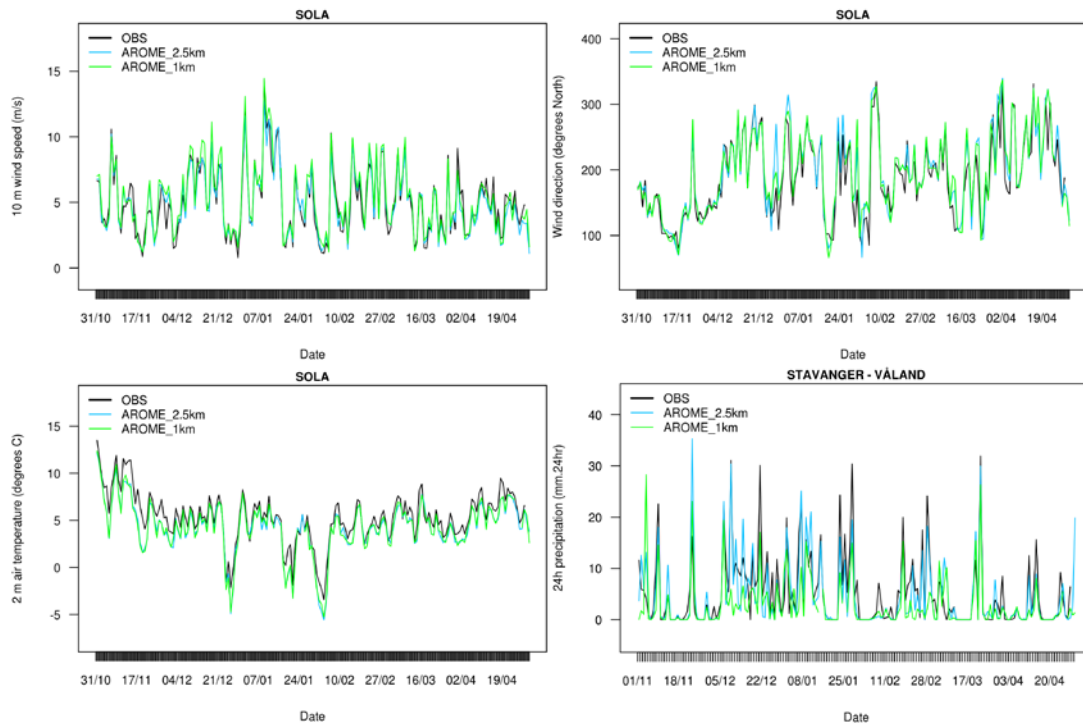 SOLA
OBS
AROME_2.5km
AROME_1km
10 m wind speed (m/s)
15
10
5
0
31/10 17/11 04/12 21/12 07/01 24/01 10/02 27/02 16/03 02/04 19/04
Date
SOLA
OBS
AROME_2.5km
AROME_1km
Wind direction (degrees North)
400
300
200
100
31/10 17/11 04/12 21/12 07/01 24/01 10/02 27/02 16/03 02/04 19/04
Date
SOLA
OBS
AROME_2.5km
AROME_1km
2 m air temperature (degrees C)
15
10
5
0
-5
31/10 17/11 04/12 21/12 07/01 24/01 10/02 27/02 16/03 02/04 19/04
Date
STAVANGER - VÅLAND
OBS
AROME_2.5km
AROME_1km
24h precipitation (mm.24hr)
40
30
20
10
0
01/11 18/11 05/12 22/12 08/01 25/01 11/02 28/02 17/03 03/04 20/04
Date